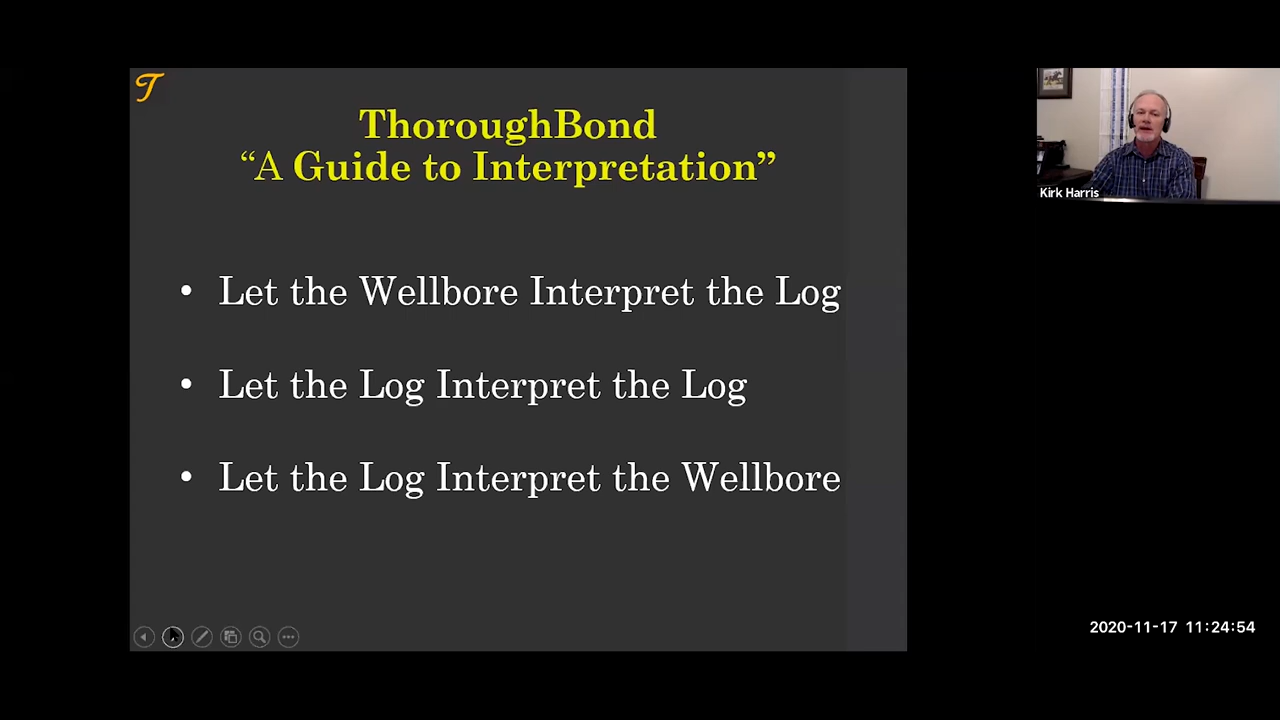 T
ThoroughBond
“A Guide to Interpretation”
• Let the Wellbore Interpret the Log
• Let the Log Interpret the Log
• Let the Log Interpret the Wellbore
Kirk Harris
2020-11-17 11:24:54